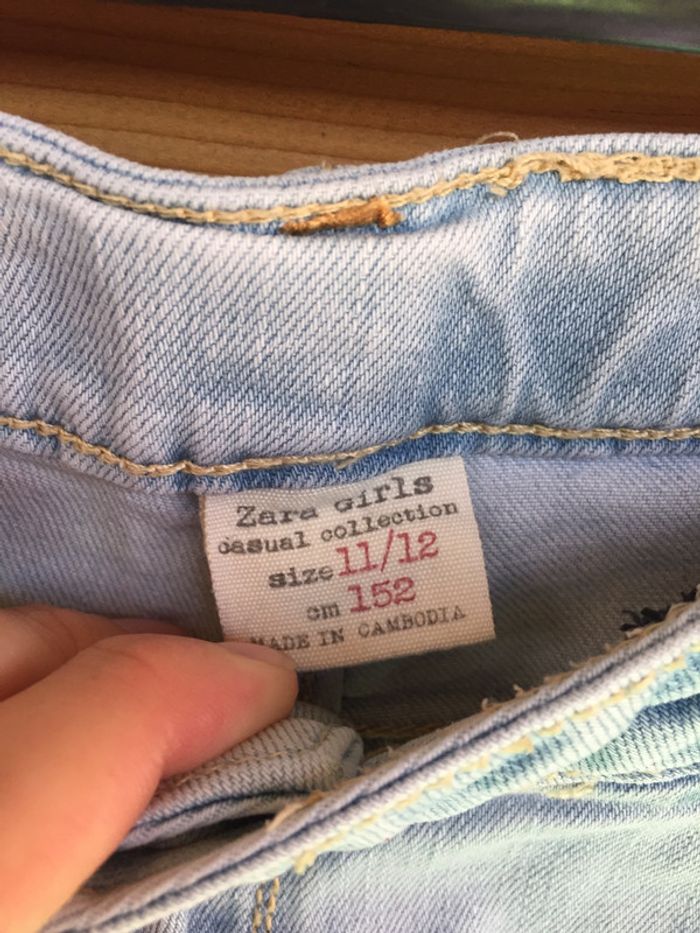 Zara Girls
casual collection
size 11/12
cm 152
MADE IN CAMBODIA